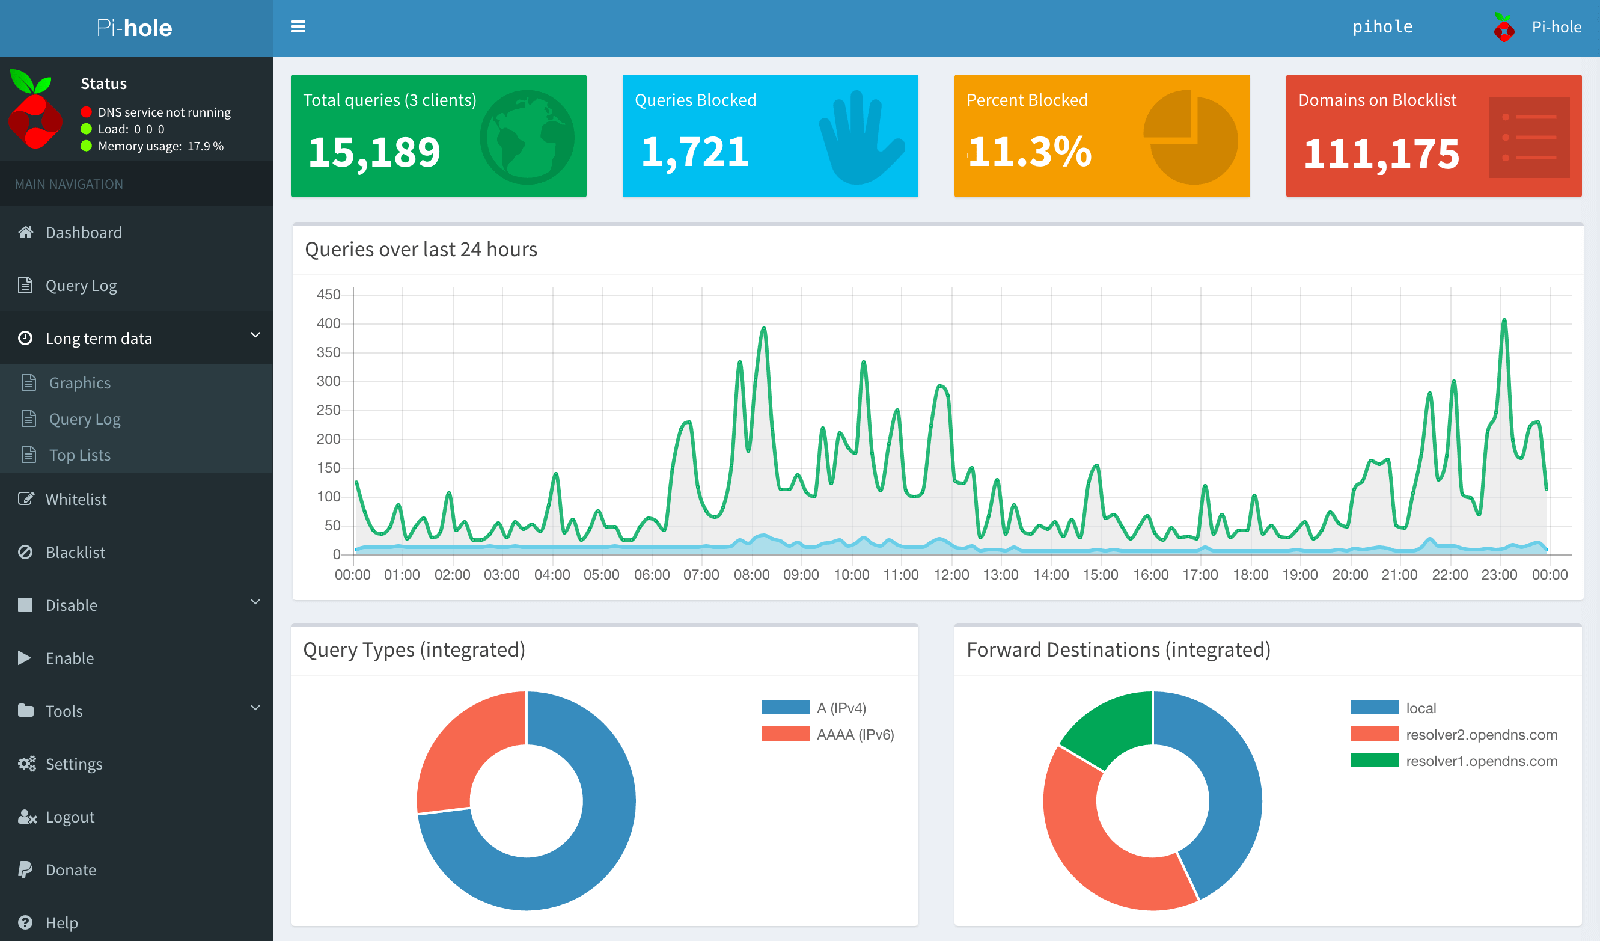 Pi-hole
pihole
Pi-hole
Status
DNS service not running
Load: 0 0 0
Memory usage: 17.9 %
MAIN NAVIGATION
Dashboard
Query Log
Long term data
Graphics
Query Log
Top Lists
Whitelist
Blacklist
Disable
Enable
Tools
Settings
Logout
Donate
Help
Total queries (3 clients)
15,189
Queries Blocked
1,721
Percent Blocked
11.3%
Domains on Blocklist
111,175
Queries over last 24 hours
450
400
350
300
250
200
150
100
50
0
00:00 01:00 02:00 03:00 04:00 05:00 06:00 07:00 08:00 09:00 10:00 11:00 12:00 13:00 14:00 15:00 16:00 17:00 18:00 19:00 20:00 21:00 22:00 23:00 00:00
Query Types (integrated)
A (IPv4)
AAAA (IPv6)
Forward Destinations (integrated)
local
resolver2.opendns.com
resolver1.opendns.com